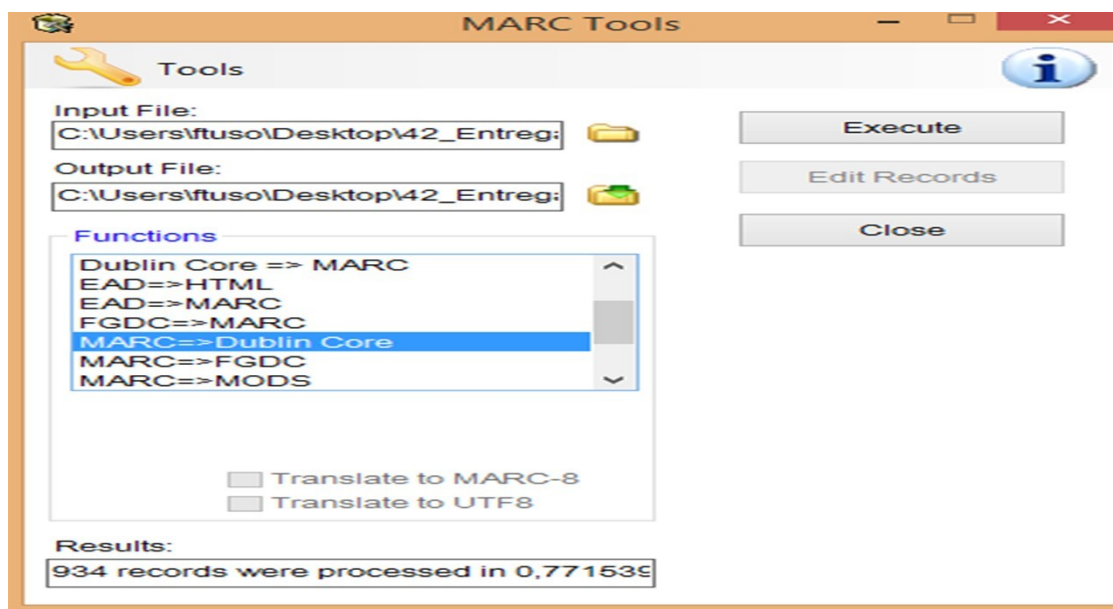 MARC Tools
Tools
Input File:
C:\Users\ftuso\Desktop\42_Entrega
Output File:
C:\Users\ftuso\Desktop\42_Entrega
Execute
Edit Records
Close
Functions
Dublin Core => MARC
EAD=>HTML
EAD=>MARC
FGDC=>MARC
MARC=>Dublin Core
MARC=>FGDC
MARC=>MODS
Translate to MARC-8
Translate to UTF8
Results:
934 records were processed in 0,771539